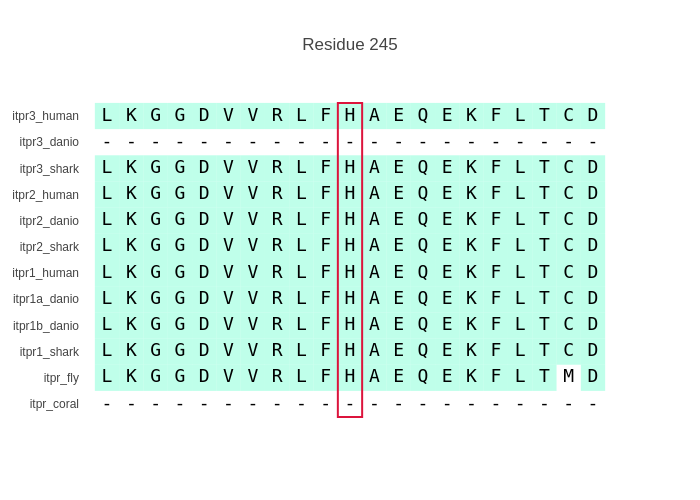 Residue 245
itpr3_human L K G G D V V R L F H A E Q E K F L T C D
itpr3_danio - - - - - - - - - - - - - - - - - - - - -
itpr3_shark L K G G D V V R L F H A E Q E K F L T C D
itpr2_human L K G G D V V R L F H A E Q E K F L T C D
itpr2_danio L K G G D V V R L F H A E Q E K F L T C D
itpr2_shark L K G G D V V R L F H A E Q E K F L T C D
itpr1_human L K G G D V V R L F H A E Q E K F L T C D
itpr1a_danio L K G G D V V R L F H A E Q E K F L T C D
itpr1b_danio L K G G D V V R L F H A E Q E K F L T C D
itpr1_shark L K G G D V V R L F H A E Q E K F L T C D
itpr_fly L K G G D V V R L F H A E Q E K F L T M D
itpr_coral - - - - - - - - - - - - - - - - - - - - -